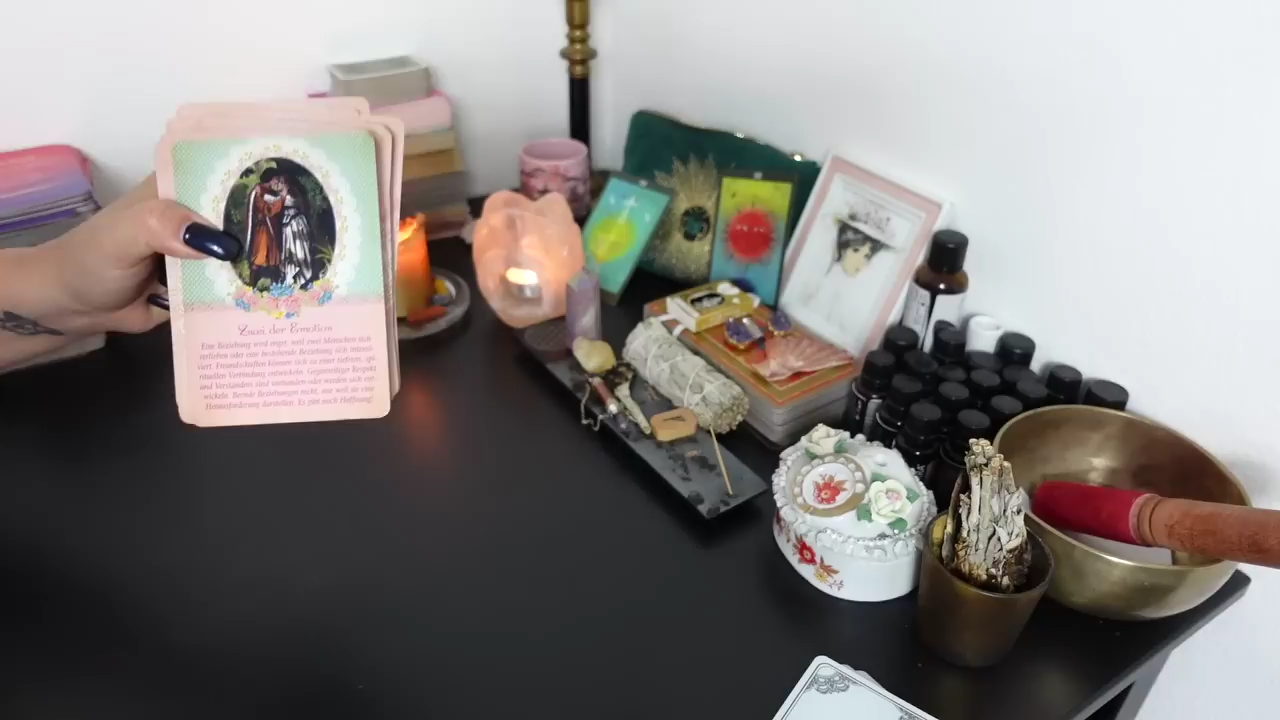 Zwei der Emotion
Eine Beziehung wird enger, weil zwei Menschen sich
verlieben oder eine bestehende Beziehung sich intensi-
viert. Freundschaften können sich zu einer tieferen, spi-
rituellen Verbindung entwickeln. Gegenseitiger Respekt
und Verständnis sind vorhanden oder werden sich ent-
wickeln. Beende Beziehungen nicht, nur weil sie eine
Herausforderung darstellen. Es gibt noch Hoffnung!